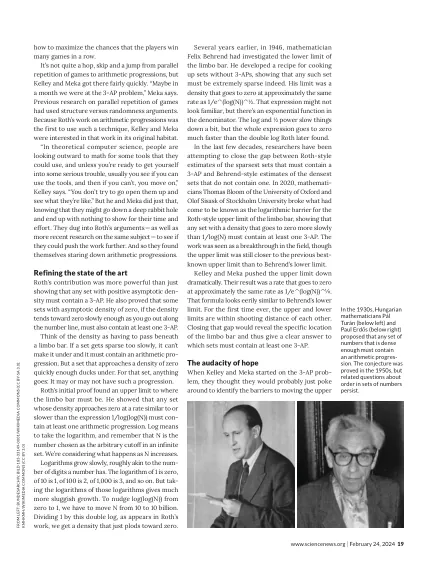 how to maximize the chances that the players win
many games in a row.
It's not quite a hop, skip and a jump from parallel
repetition of games to arithmetic progressions, but
Kelley and Meka got there fairly quickly. "Maybe in
a month we were at the 3-AP problem," Meka says.
Previous research on parallel repetition of games
had used structure versus randomness arguments.
Because Roth's work on arithmetic progressions was
the first to use such a technique, Kelley and Meka
were interested in that work in its original habitat.
"In theoretical computer science, people are
looking outward to math for some tools that they
could use, and unless you're ready to get yourself
into some serious trouble, usually you see if you can
use the tools, and then if you can't, you move on,"
Kelley says. "You don't try to go open them up and
see what they're like." But he and Meka did just that,
knowing that they might go down a deep rabbit hole
and end up with nothing to show for their time and
effort. They dug into Roth's arguments — as well as
more recent research on the same subject — to see if
they could push the work further. And so they found
themselves staring down arithmetic progressions.
Refining the state of the art
Roth's contribution was more powerful than just
showing that any set with positive asymptotic den-
sity must contain a 3-AP. He also proved that some
sets with asymptotic density of zero, if the density
tends toward zero slowly enough as you go out along
the number line, must also contain at least one 3-AP.
Think of the density as having to pass beneath
a limbo bar. If a set gets sparse too slowly, it can't
make it under and it must contain an arithmetic pro-
gression. But a set that approaches a density of zero
quickly enough ducks under. For that set, anything
goes: It may or may not have such a progression.
Roth's initial proof found an upper limit to where
the limbo bar must be. He showed that any set
whose density approaches zero at a rate similar to or
slower than the expression 1/log(log(N)) must con-
tain at least one arithmetic progression. Log means
to take the logarithm, and remember that N is the
number chosen as the arbitrary cutoff in an infinite
set. We're considering what happens as N increases.
Logarithms grow slowly, roughly akin to the num-
ber of digits a number has. The logarithm of 1 is zero,
of 10 is 1, of 100 is 2, of 1,000 is 3, and so on. But tak-
ing the logarithms of those logarithms gives much
more sluggish growth. To nudge log(log(N)) from
zero to one, we have to move N from 10 to 10 billion.
Dividing 1 by this double log, as appears in Roth's
work, we get a density that just plods toward zero.
Several years earlier, in 1946, mathematician
Felix Behrend had investigated the lower limit of
the limbo bar. He developed a recipe for cooking
up sets without 3-APs, showing that any such set
must be extremely sparse indeed. His limit was a
density that goes to zero at approximately the same
rate as 1/e^(log(N))^½. That expression might not
look familiar, but there's an exponential function in
the denominator. The log and ½ power slow things
down a bit, but the whole expression goes to zero
much faster than the double log Roth later found.
In the last few decades, researchers have been
attempting to close the gap between Roth-style
estimates of the sparsest sets that must contain a
3-AP and Behrend-style estimates of the densest
sets that do not contain one. In 2020, mathemati-
cians Thomas Bloom of the University of Oxford and
Olof Sisask of Stockholm University broke what had
come to be known as the logarithmic barrier for the
Roth-style upper limit of the limbo bar, showing that
any set with a density that goes to zero more slowly
than 1/log(N) must contain at least one 3-AP. The
work was seen as a breakthrough in the field, though
the upper limit was still closer to the previous best-
known upper limit than to Behrend's lower limit.
Kelley and Meka pushed the upper limit down
dramatically. Their result was a rate that goes to zero
That formula looks eerily similar to Behrend's lower
limit. For the first time ever, the upper and lower
limits are within shooting distance of each other.
Closing that gap would reveal the specific location
of the limbo bar and thus give a clear answer to
which sets must contain at least one 3-AP.
The audacity of hope
When Kelley and Meka started on the 3-AP prob-
lem, they thought they would probably just poke
around to identify the barriers to moving the upper
In the 1930s, Hungarian
mathematicians Pál
Turán (below left) and
Paul Erdős (below right)
proposed that any set of
numbers that is dense
enough must contain
an arithmetic progres-
sion. The conjecture was
proved in the 1950s, but
related questions about
order in sets of numbers
persist.
www.sciencenews.org | February 24, 2024 19